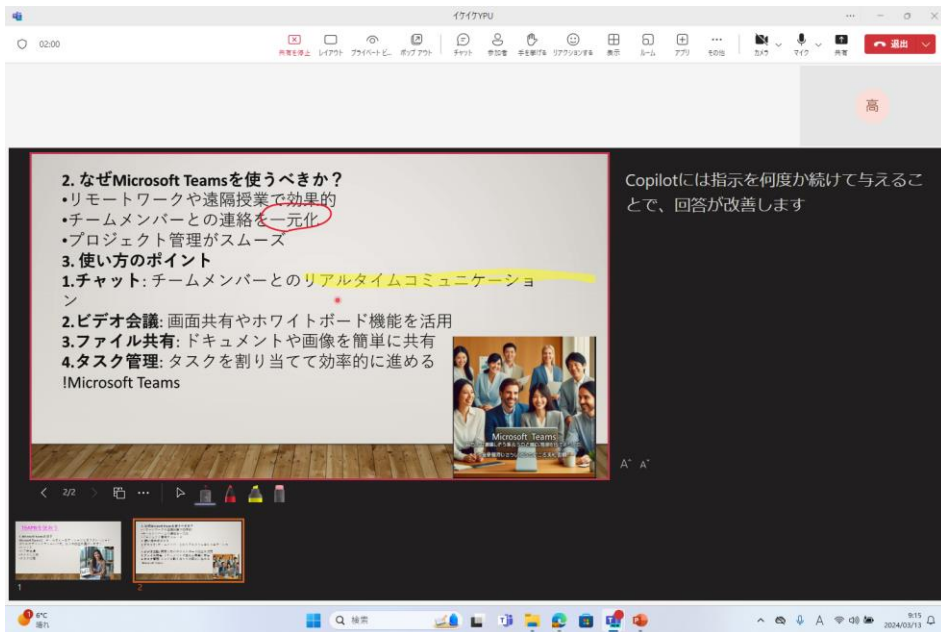 イケイケYPU
02:00
共有を停止 レイアウト プライベートビ... ポップ アウト チャット 参加者 手を挙げる リアクションする 表示 ルーム アプリ その他 カメラ マイク 共有 退出
高
2. なぜMicrosoft Teamsを使うべきか？
•リモートワークや遠隔授業で効果的
•チームメンバーとの連絡を一元化
•プロジェクト管理がスムーズ
3. 使い方のポイント
1.チャット: チームメンバーとのリアルタイムコミュニケーショ
ン
2.ビデオ会議: 画面共有やホワイトボード機能を活用
3.ファイル共有: ドキュメントや画像を簡単に共有
4.タスク管理: タスクを割り当てて効率的に進める
!Microsoft Teams
Microsoft Teams
Copilotには指示を何度か続けて与えるこ
とで、回答が改善します
2/2
1
2
6°C
晴れ
検索
A
9:15
2024/03/13